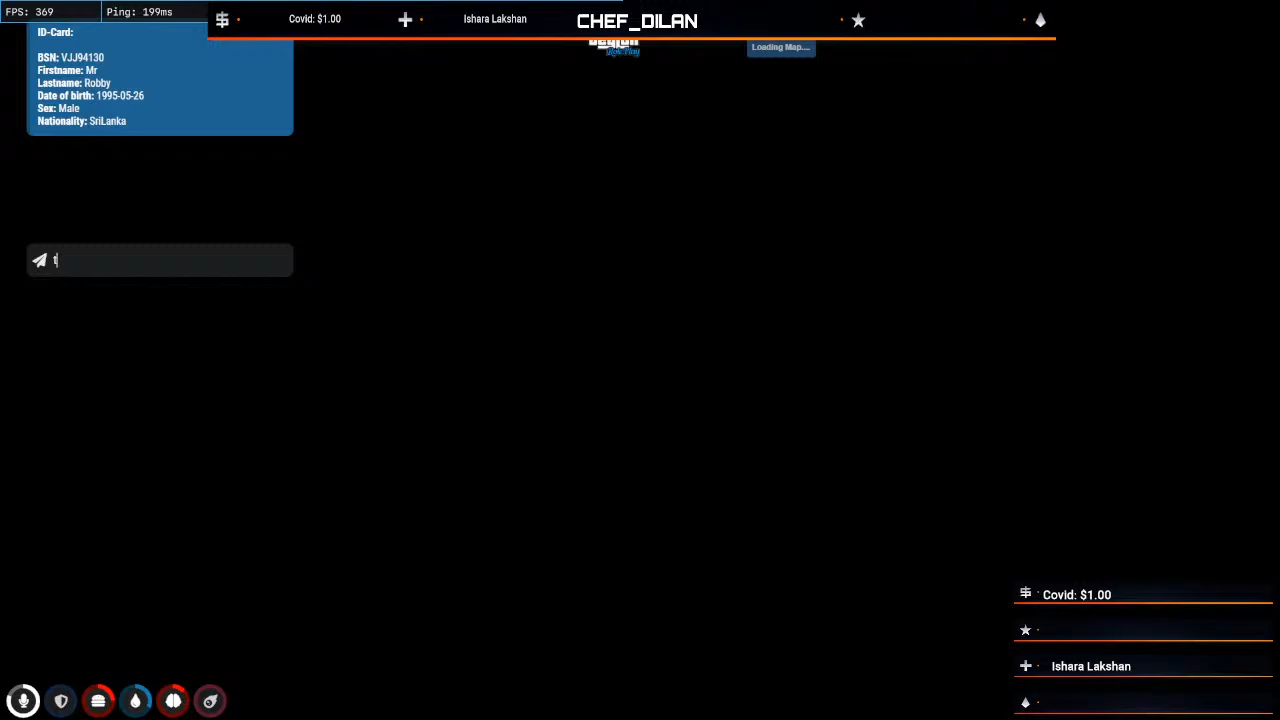 FPS: 369 Ping: 199ms
Covid: $1.00
Ishara Lakshan
CHEF_DILAN
Loading Map....
ID-Card:
BSN: VJJ94130
Firstname: Mr
Lastname: Robby
Date of birth: 1995-05-26
Sex: Male
Nationality: SriLanka
t
Covid: $1.00
Ishara Lakshan